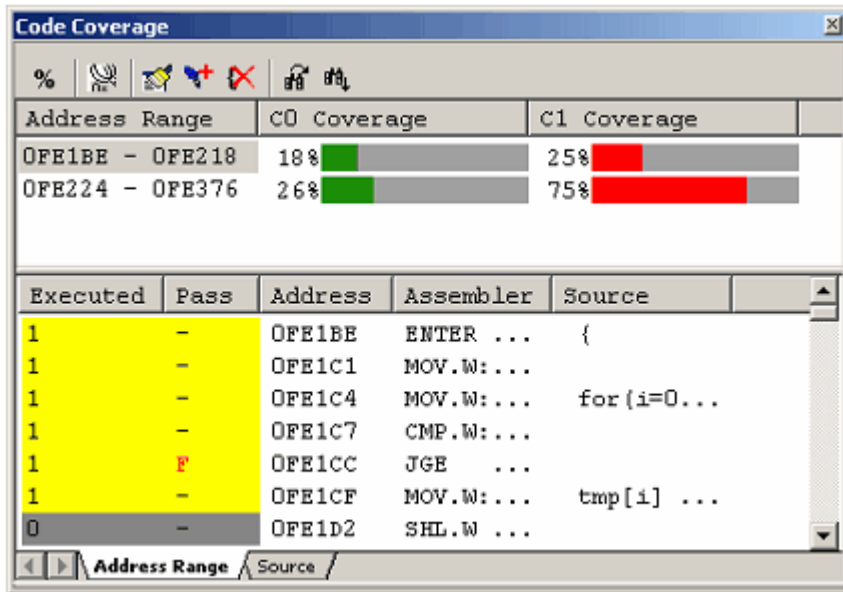 Code Coverage
%
Address Range C0 Coverage C1 Coverage
0FE1BE - 0FE218 18% 25%
0FE224 - 0FE376 26% 75%
Executed Pass Address Assembler Source
1 - 0FE1BE ENTER ... {
1 - 0FE1C1 MOV.W:...
1 - 0FE1C4 MOV.W:... for(i=0...
1 - 0FE1C7 CMP.W:...
1 F 0FE1CC JGE ...
1 - 0FE1CF MOV.W:... tmp[i] ...
0 - 0FE1D2 SHL.W ...
Address Range Source